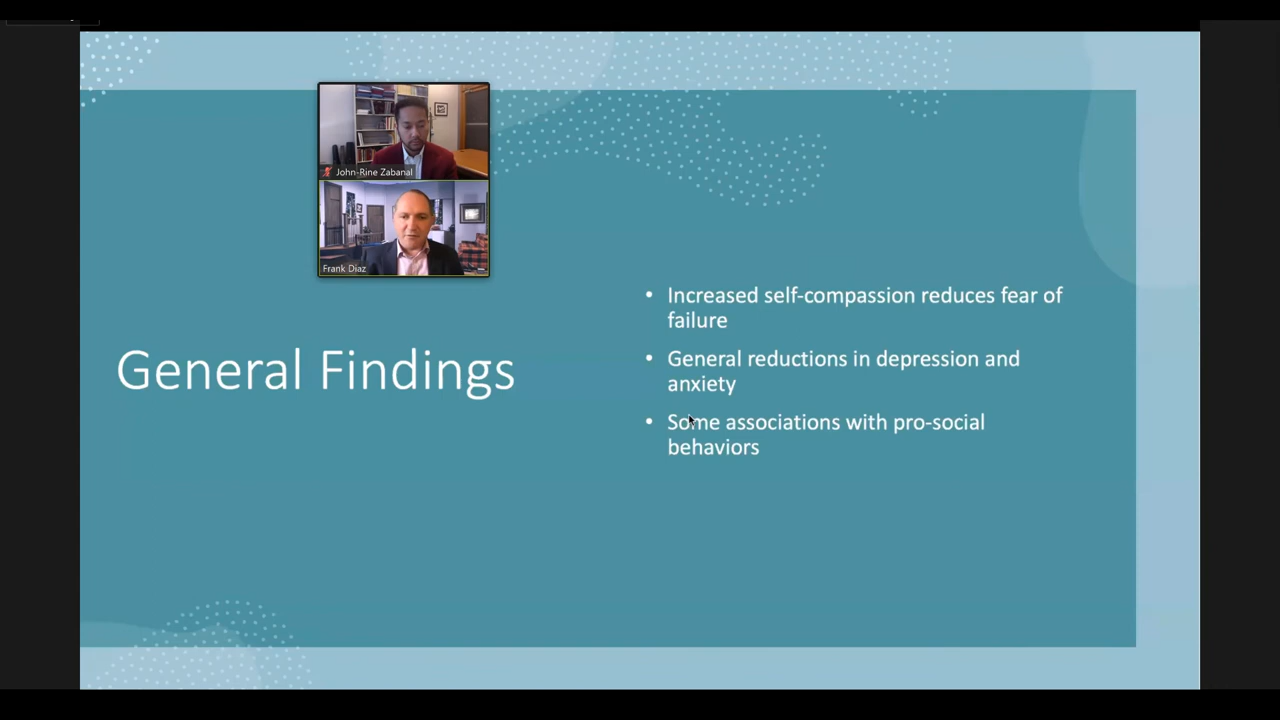 John-Rine Zabanal
Frank Diaz
General Findings
• Increased self-compassion reduces fear of
failure
• General reductions in depression and
anxiety
• Some associations with pro-social
behaviors